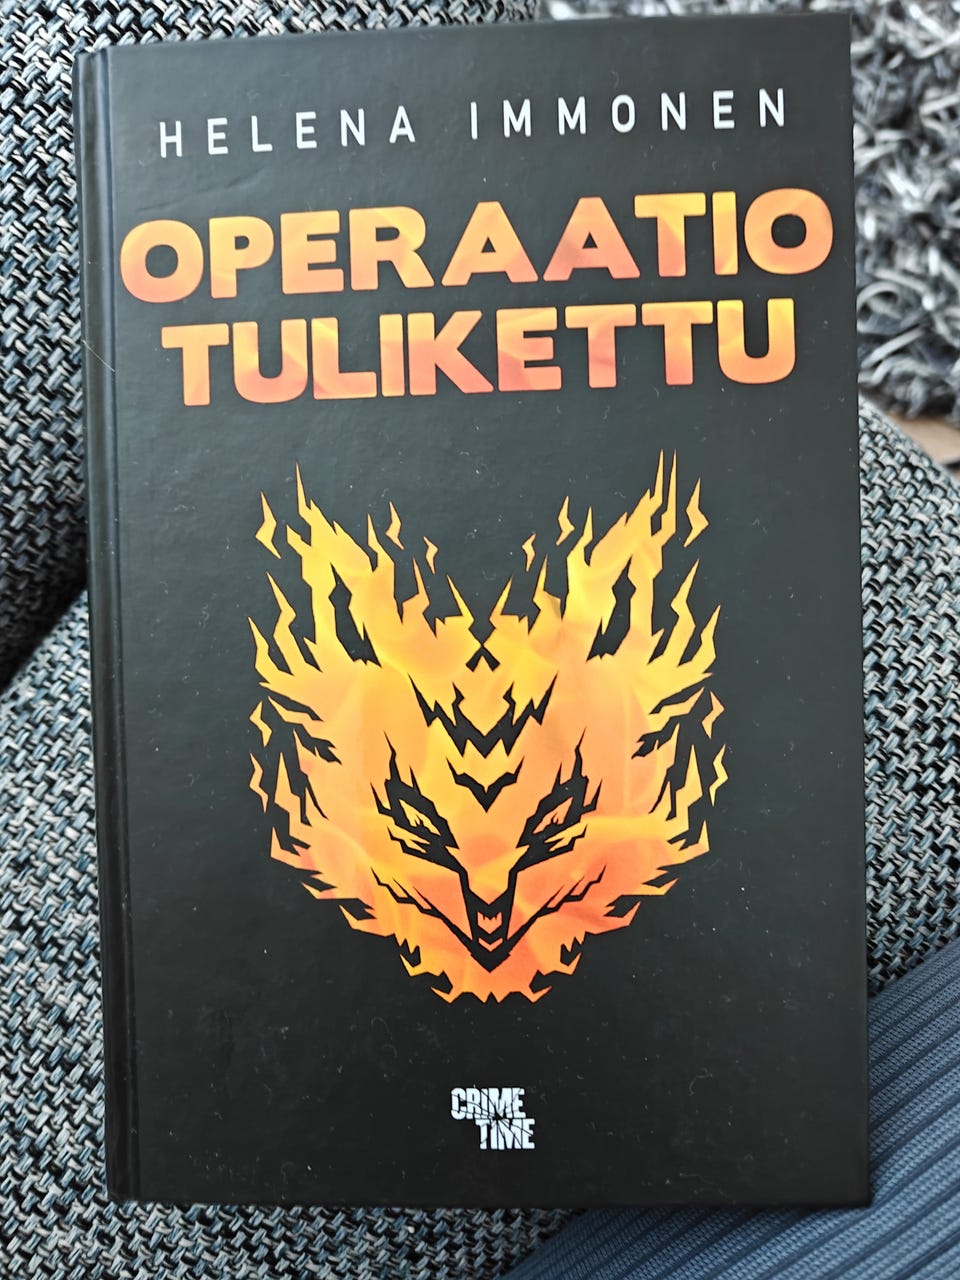 HELENA IMMONEN
OPERAATIO
TULIKETTU
CRIME
TIME